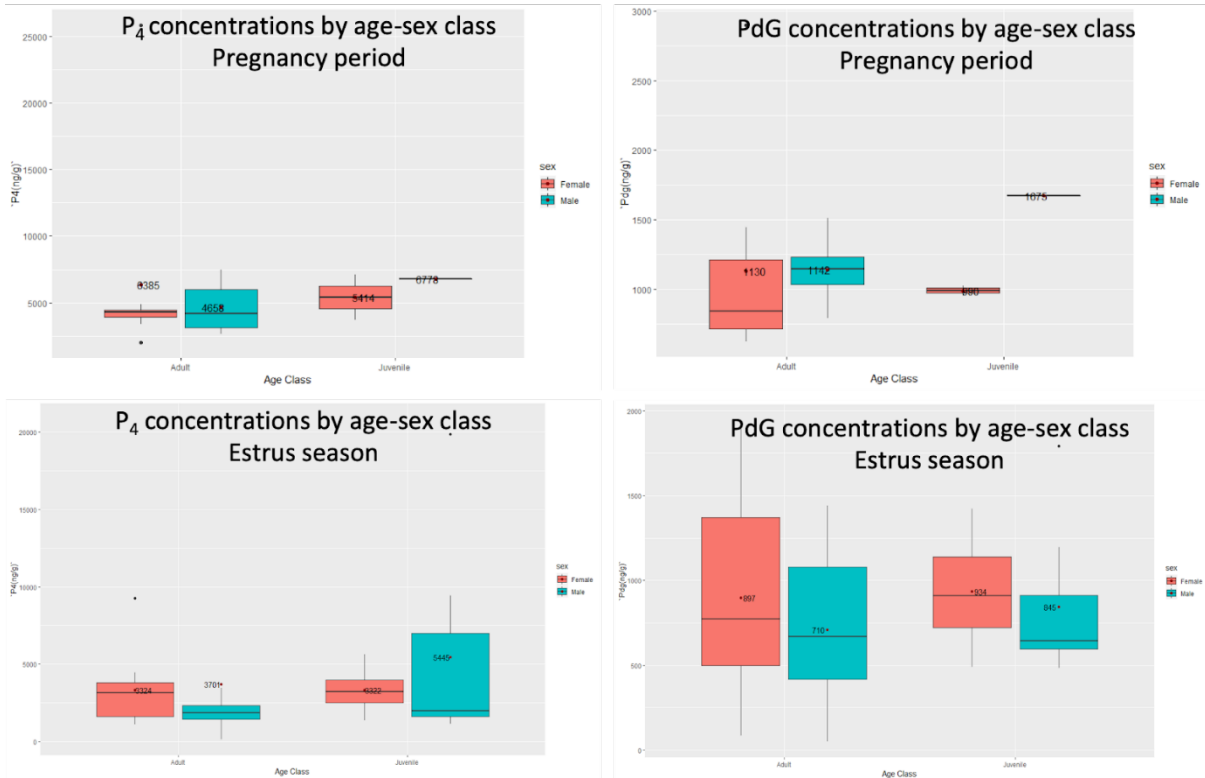 P4 concentrations by age-sex class
Pregnancy period
25000
20000
15000
10000
5000
`P4(ng/g)`
6385
4658
5414
6778
Adult
Juvenile
Age Class
sex
Female
Male
PdG concentrations by age-sex class
Pregnancy period
3000
2500
2000
1500
1000
`Pdg(ng/g)`
1130
1142
990
1675
Adult
Juvenile
Age Class
sex
Female
Male
P4 concentrations by age-sex class
Estrus season
20000
15000
10000
5000
0
`P4(ng/g)`
3324
3701
3322
5445
Adult
Juvenile
Age Class
sex
Female
Male
PdG concentrations by age-sex class
Estrus season
2000
1500
1000
500
0
`Pdg(ng/g)`
897
710
934
845
Adult
Juvenile
Age Class
sex
Female
Male